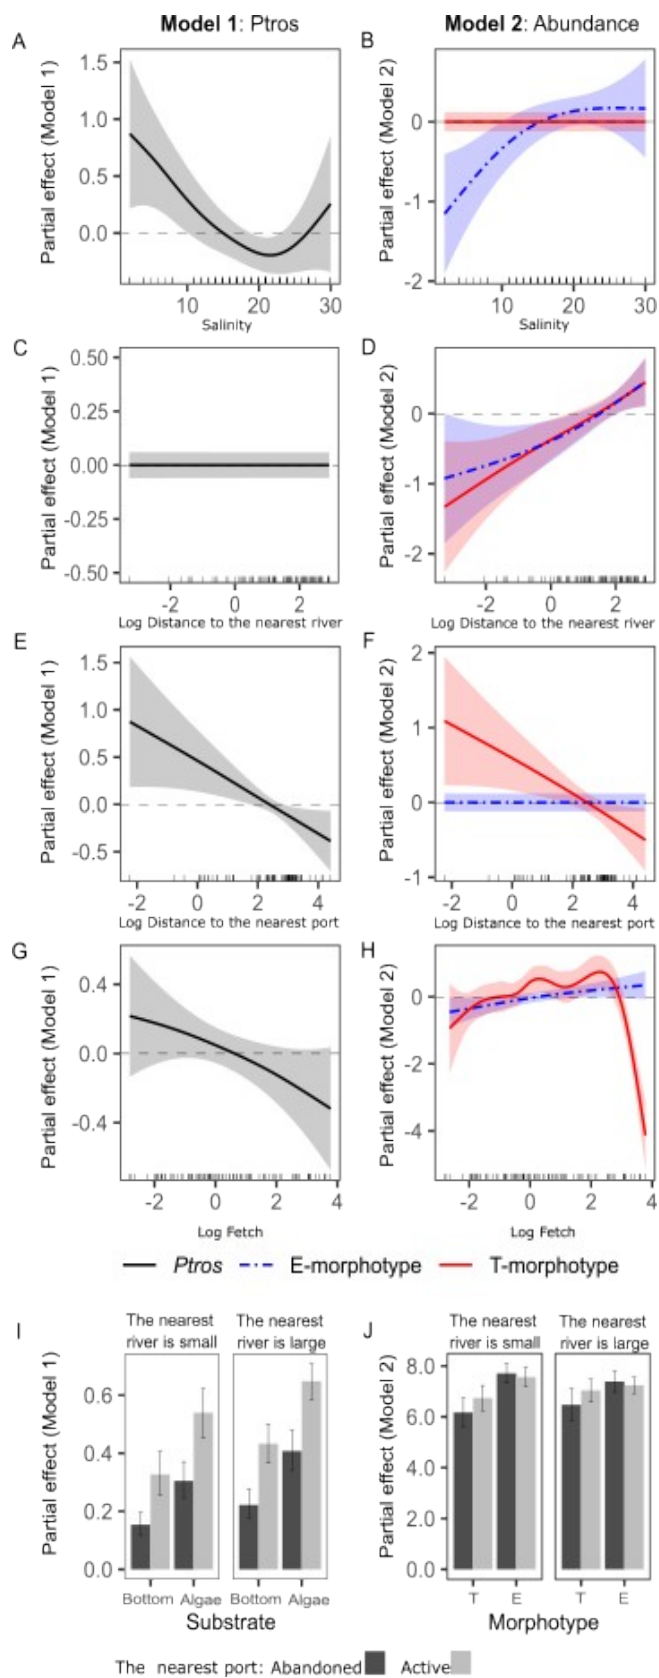 Model 1: Ptros
Model 2: Abundance
A
Partial effect (Model 1)
1.5
1.0
0.5
0.0
10
20
30
Salinity
B
Partial effect (Model 2)
0
-1
-2
10
20
30
Salinity
C
Partial effect (Model 1)
0.50
0.25
0.00
-0.25
-0.50
-2
0
2
Log Distance to the nearest river
D
Partial effect (Model 2)
0
-1
-2
-2
0
2
Log Distance to the nearest river
E
Partial effect (Model 1)
1.5
1.0
0.5
0.0
-0.5
-2
0
2
4
Log Distance to the nearest port
F
Partial effect (Model 2)
2
1
0
-1
-2
0
2
4
Log Distance to the nearest port
G
Partial effect (Model 1)
0.4
0.0
-0.4
-2
0
2
4
Log Fetch
H
Partial effect (Model 2)
0
-2
-4
-2
0
2
4
Log Fetch
Ptros
E-morphotype
T-morphotype
I
The nearest river is small
The nearest river is large
Partial effect (Model 1)
0.6
0.4
0.2
0.0
Bottom Algae
Bottom Algae
Substrate
J
The nearest river is small
The nearest river is large
Partial effect (Model 2)
8.0
6.0
4.0
2.0
0.0
T E
T E
Morphotype
The nearest port: Abandoned Active